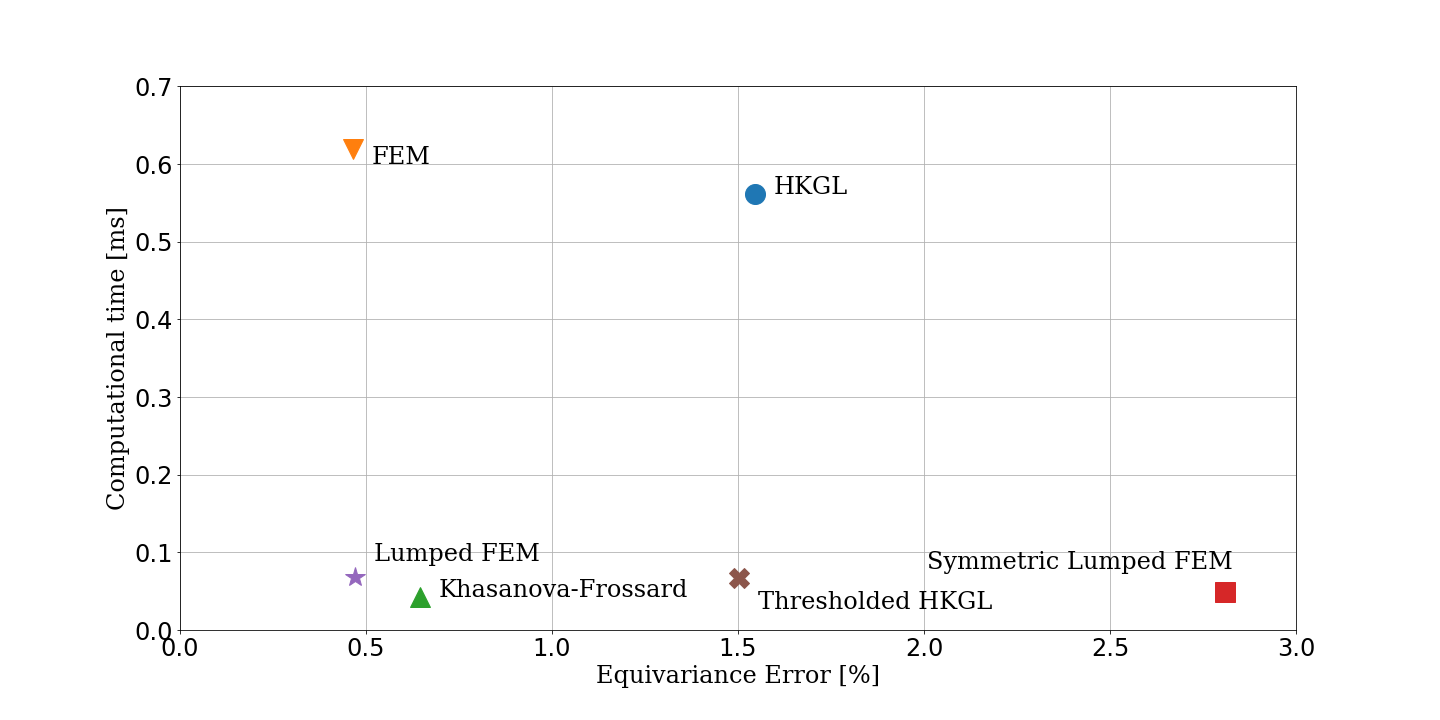 0.7
0.6
0.5
0.4
0.3
0.2
0.1
0.0
Computational time [ms]
FEM
HKGL
Lumped FEM
Khasanova-Frossard
Thresholded HKGL
Symmetric Lumped FEM
0.0 0.5 1.0 1.5 2.0 2.5 3.0
Equivariance Error [%]